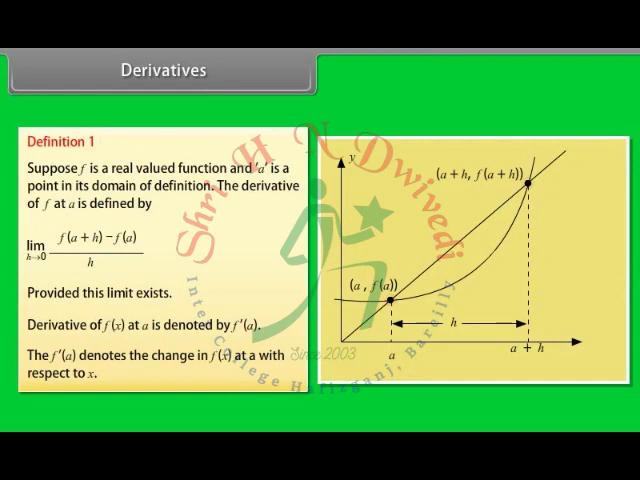 Derivatives
Definition 1
Suppose f is a real valued function and 'a' is a
point in its domain of definition. The derivative
of f at a is defined by
lim h→0 f(a + h) – f(a) / h
Provided this limit exists.
Derivative of f(x) at a is denoted by f'(a).
The f'(a) denotes the change in f(x) at a with
respect to x.
y
(a + h, f(a + h))
(a, f(a))
h
x
a
a + h
Shri H N Dwivedi
Inter College Hafizganj, Bareilly
Since 2003